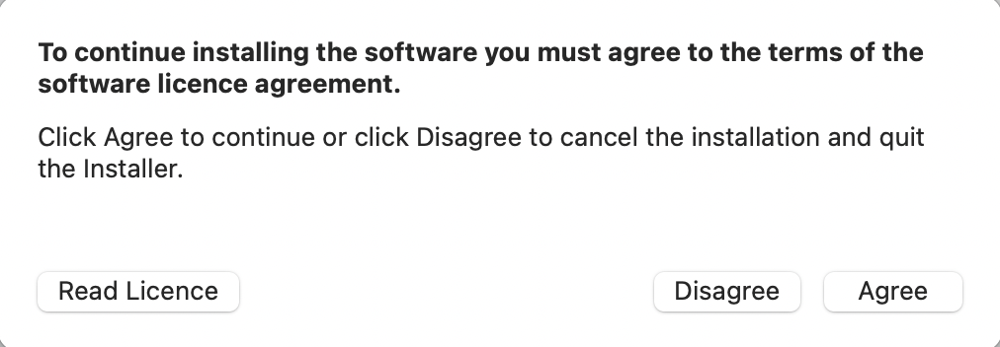 To continue installing the software you must agree to the terms of the
software licence agreement.
Click Agree to continue or click Disagree to cancel the installation and quit
the Installer.
Read Licence
Disagree
Agree